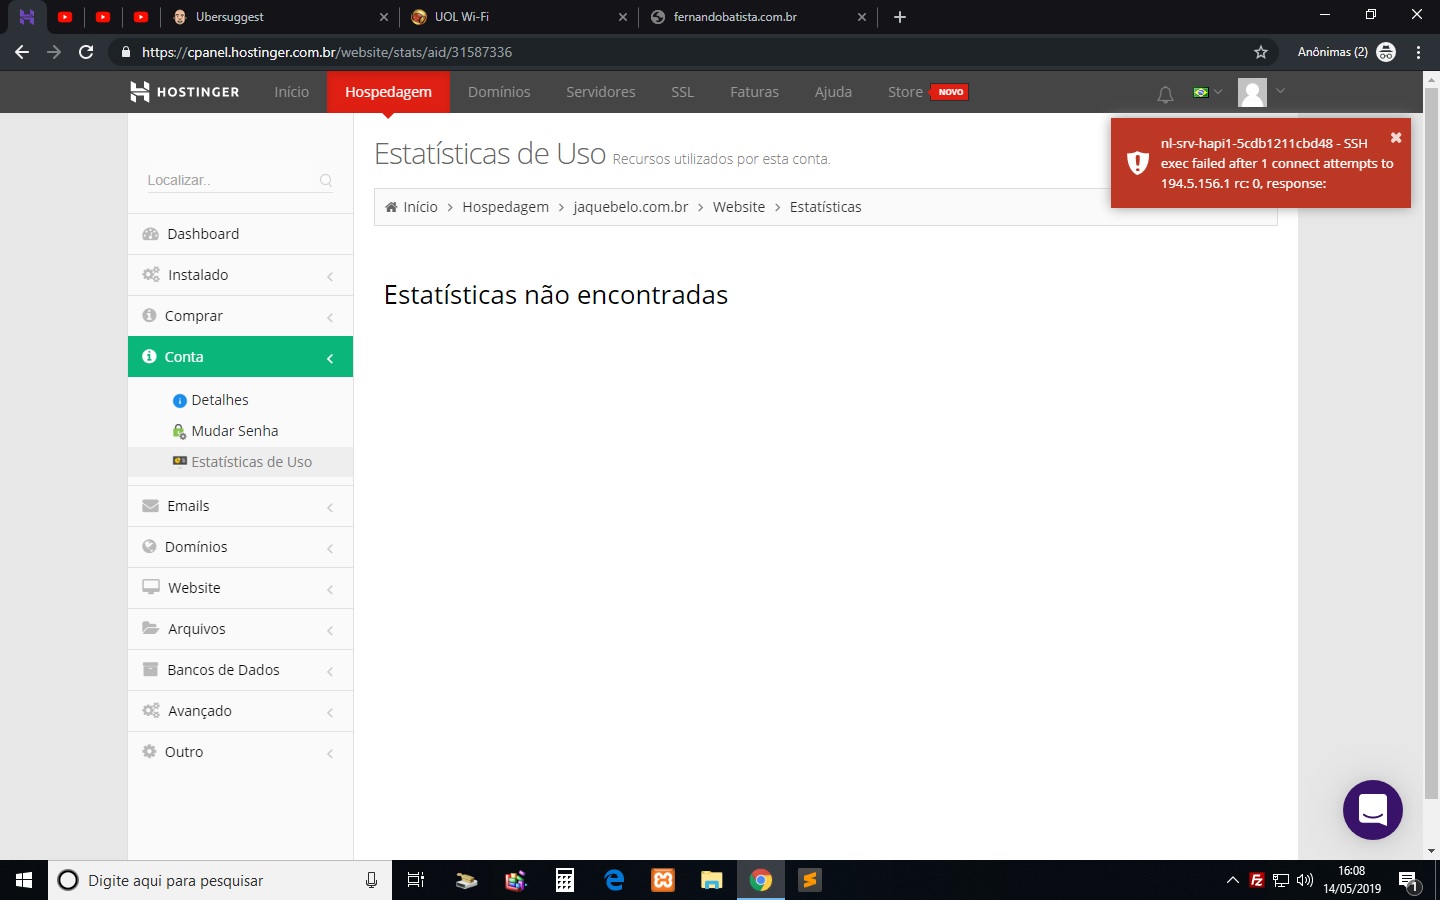 Ubersuggest
UOL Wi-Fi
fernandobatista.com.br
https://cpanel.hostinger.com.br/website/stats/aid/31587336
Anônimas (2)
HOSTINGER
Início
Hospedagem
Domínios
Servidores
SSL
Faturas
Ajuda
Store
NOVO
nl-srv-hapi1-5cdb1211cbd48 - SSH
exec failed after 1 connect attempts to
194.5.156.1 rc: 0, response:
Localizar..
Dashboard
Instalado
Comprar
Conta
Detalhes
Mudar Senha
Estatísticas de Uso
Emails
Domínios
Website
Arquivos
Bancos de Dados
Avançado
Outro
Estatísticas de Uso Recursos utilizados por esta conta.
Início > Hospedagem > jaquebelo.com.br > Website > Estatísticas
Estatísticas não encontradas
Digite aqui para pesquisar
16:08
14/05/2019
1